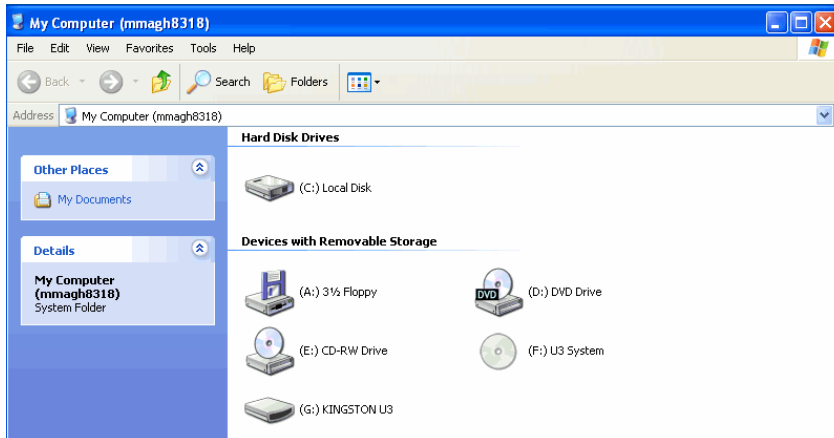 My Computer (mmagh8318)
File Edit View Favorites Tools Help
Back Search Folders
Address My Computer (mmagh8318)
Other Places
My Documents
Details
My Computer
(mmagh8318)
System Folder
Hard Disk Drives
(C:) Local Disk
Devices with Removable Storage
(A:) 3½ Floppy
DVD (D:) DVD Drive
(E:) CD-RW Drive
(F:) U3 System
(G:) KINGSTON U3